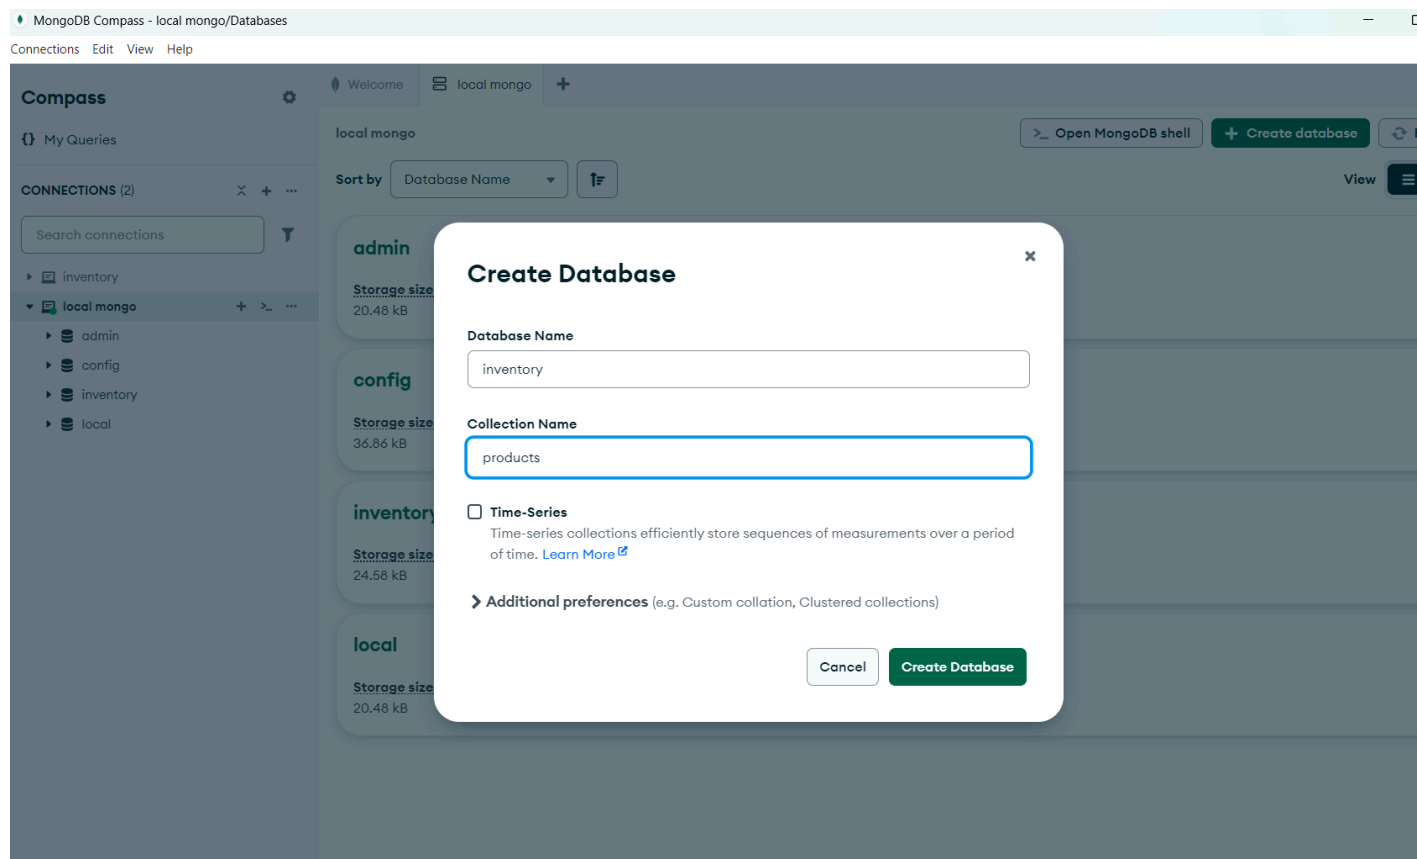 MongoDB Compass - local mongo/Databases
Connections Edit View Help
Compass
Welcome
local mongo
{} My Queries
local mongo
>_ Open MongoDB shell
+ Create database
CONNECTIONS (2)
Sort by
Database Name
View
Search connections
inventory
local mongo
admin
config
inventory
local
admin
Storage size
20.48 kB
config
Storage size
36.86 kB
inventory
Storage size
24.58 kB
local
Storage size
20.48 kB
Create Database
Database Name
inventory
Collection Name
products
Time-Series
Time-series collections efficiently store sequences of measurements over a period
of time. Learn More
Additional preferences (e.g. Custom collation, Clustered collections)
Cancel
Create Database